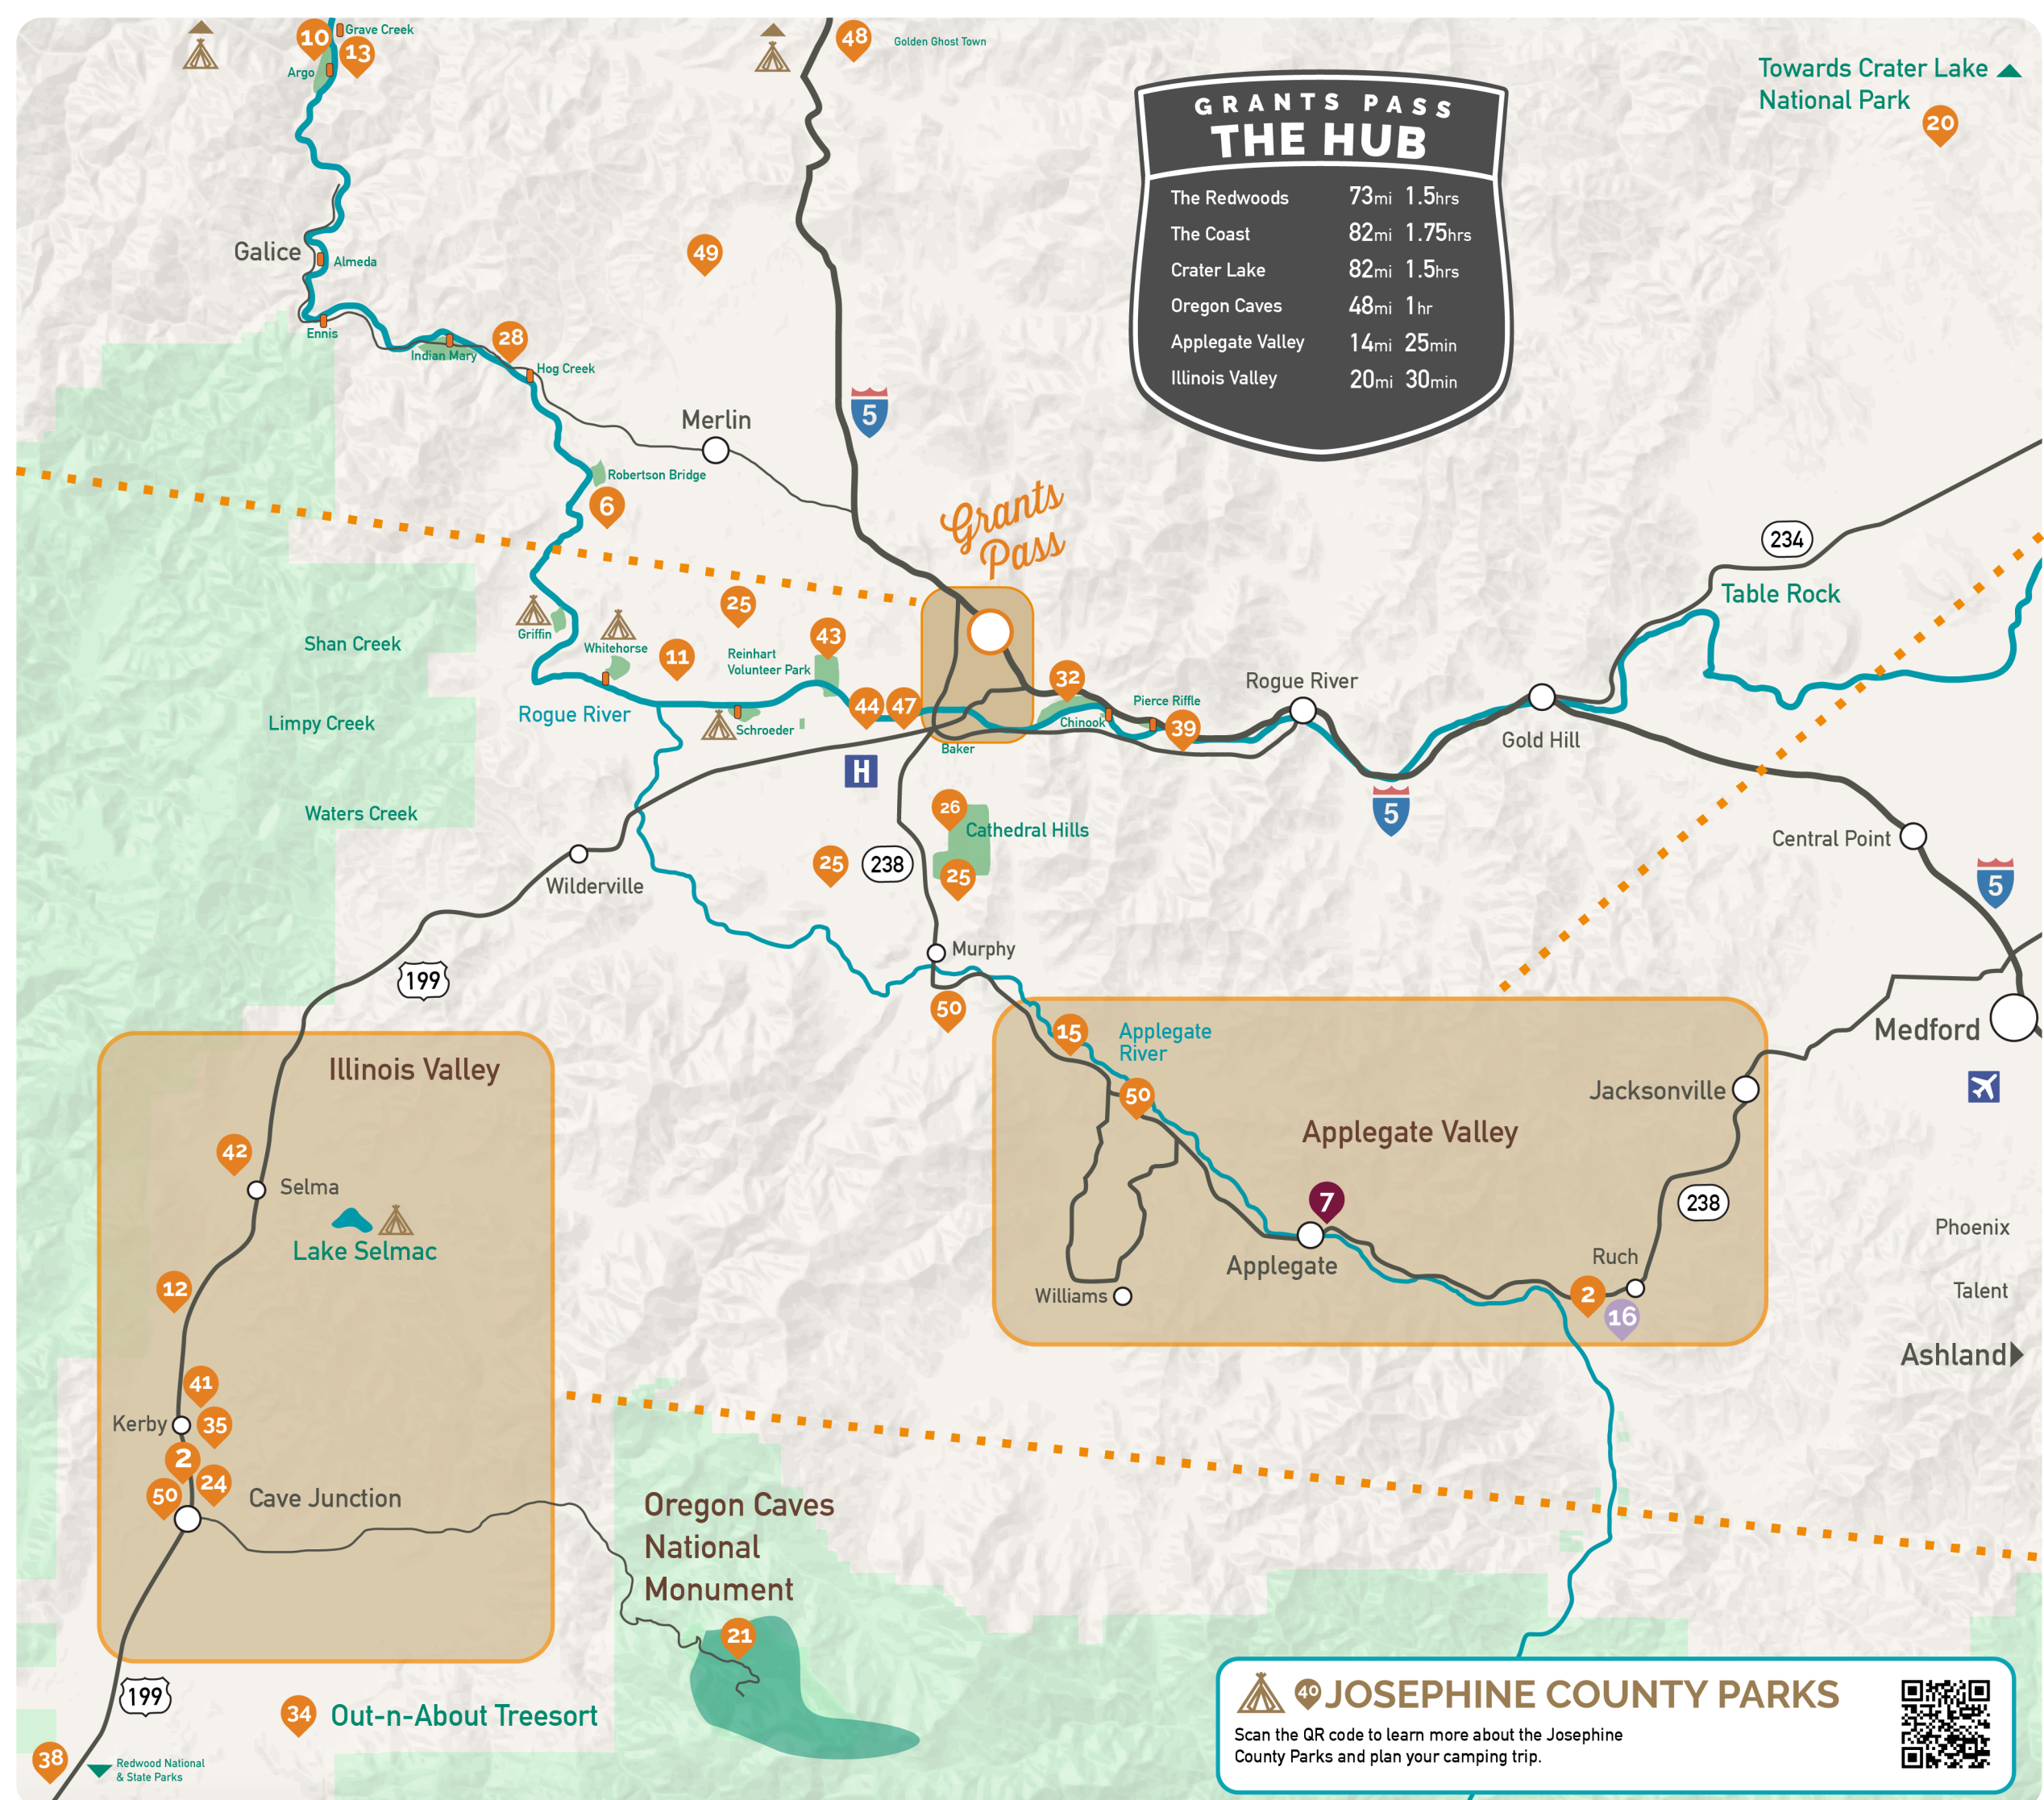 10
Grave Creek
13
Argo
48
Golden Ghost Town
Towards Crater Lake
National Park
20
GRANTS PASS
THE HUB
The Redwoods 73mi 1.5hrs
The Coast 82mi 1.75hrs
Crater Lake 82mi 1.5hrs
Oregon Caves 48mi 1hr
Applegate Valley 14mi 25min
Illinois Valley 20mi 30min
Galice
Almeda
49
Ennis
Indian Mary
28
Hog Creek
5
Merlin
Robertson Bridge
6
Grants
Pass
234
Table Rock
25
Griffin
Shan Creek
Whitehorse
11
Reinhart
Volunteer Park
43
32
Rogue River
Pierce Riffle
Rogue River
Limpy Creek
44
47
Schroeder
Chinook
39
Gold Hill
Baker
H
5
Waters Creek
26
Cathedral Hills
Central Point
25
238
25
5
Wilderville
Murphy
199
50
15
Applegate
River
Medford
Illinois Valley
50
Jacksonville
Applegate Valley
42
Selma
7
238
Lake Selmac
Applegate
Phoenix
Ruch
12
Williams
2
16
Talent
Ashland
41
Kerby
35
2
24
50
Cave Junction
Oregon Caves
National
Monument
21
199
34
Out-n-About Treesort
38
Redwood National
& State Parks
40
JOSEPHINE COUNTY PARKS
Scan the QR code to learn more about the Josephine
County Parks and plan your camping trip.